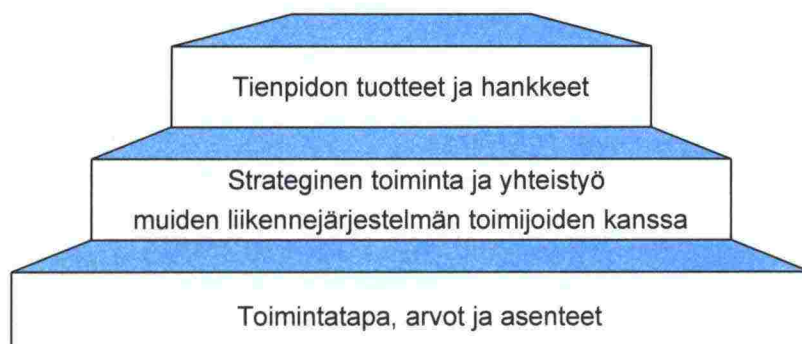 Tienpidon tuotteet ja hankkeet
Strateginen toiminta ja yhteistyö
muiden liikennejärjestelmän toimijoiden kanssa
Toimintatapa, arvot ja asenteet